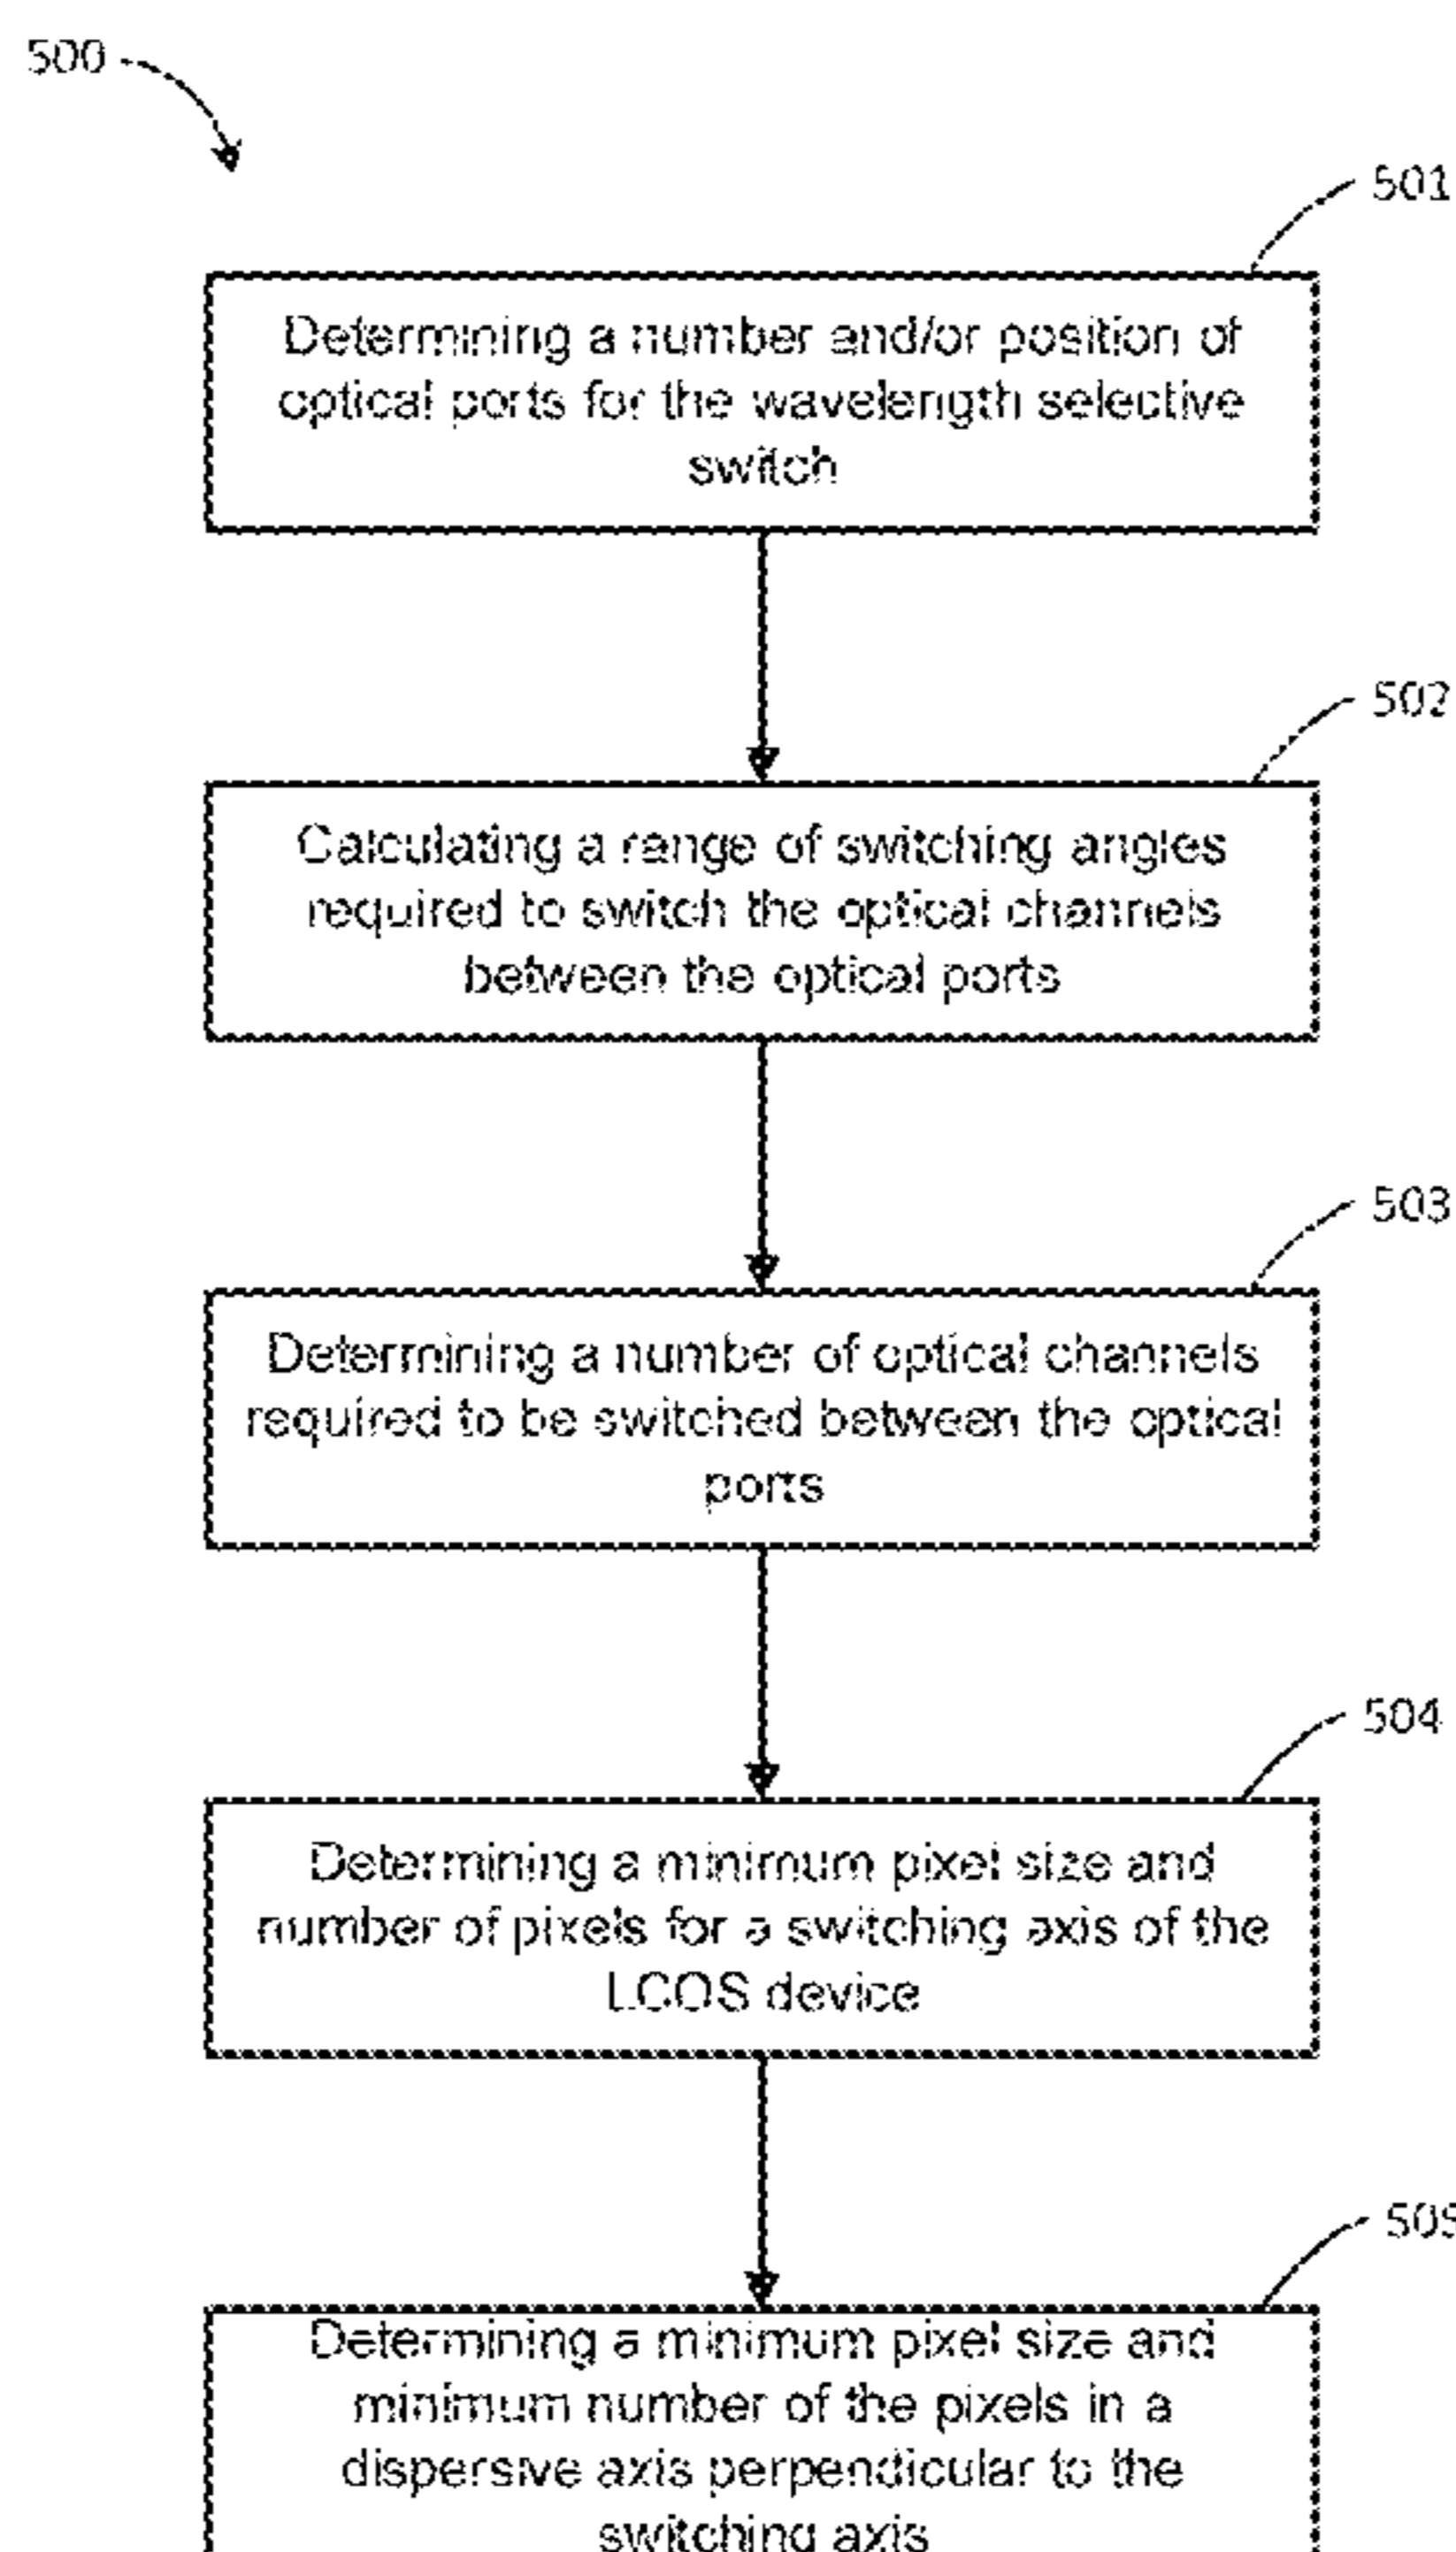 500
501
Determining a number and/or position of
optical ports for the wavelength selective
switch
502
Calculating a range of switching angles
required to switch the optical channels
between the optical ports
503
Determining a number of optical channels
required to be switched between the optical
ports
504
Determining a minimum pixel size and
number of pixels for a switching axis of the
LCOS device
505
Determining a minimum pixel size and
minimum number of the pixels in a
dispersive axis perpendicular to the
switching axis